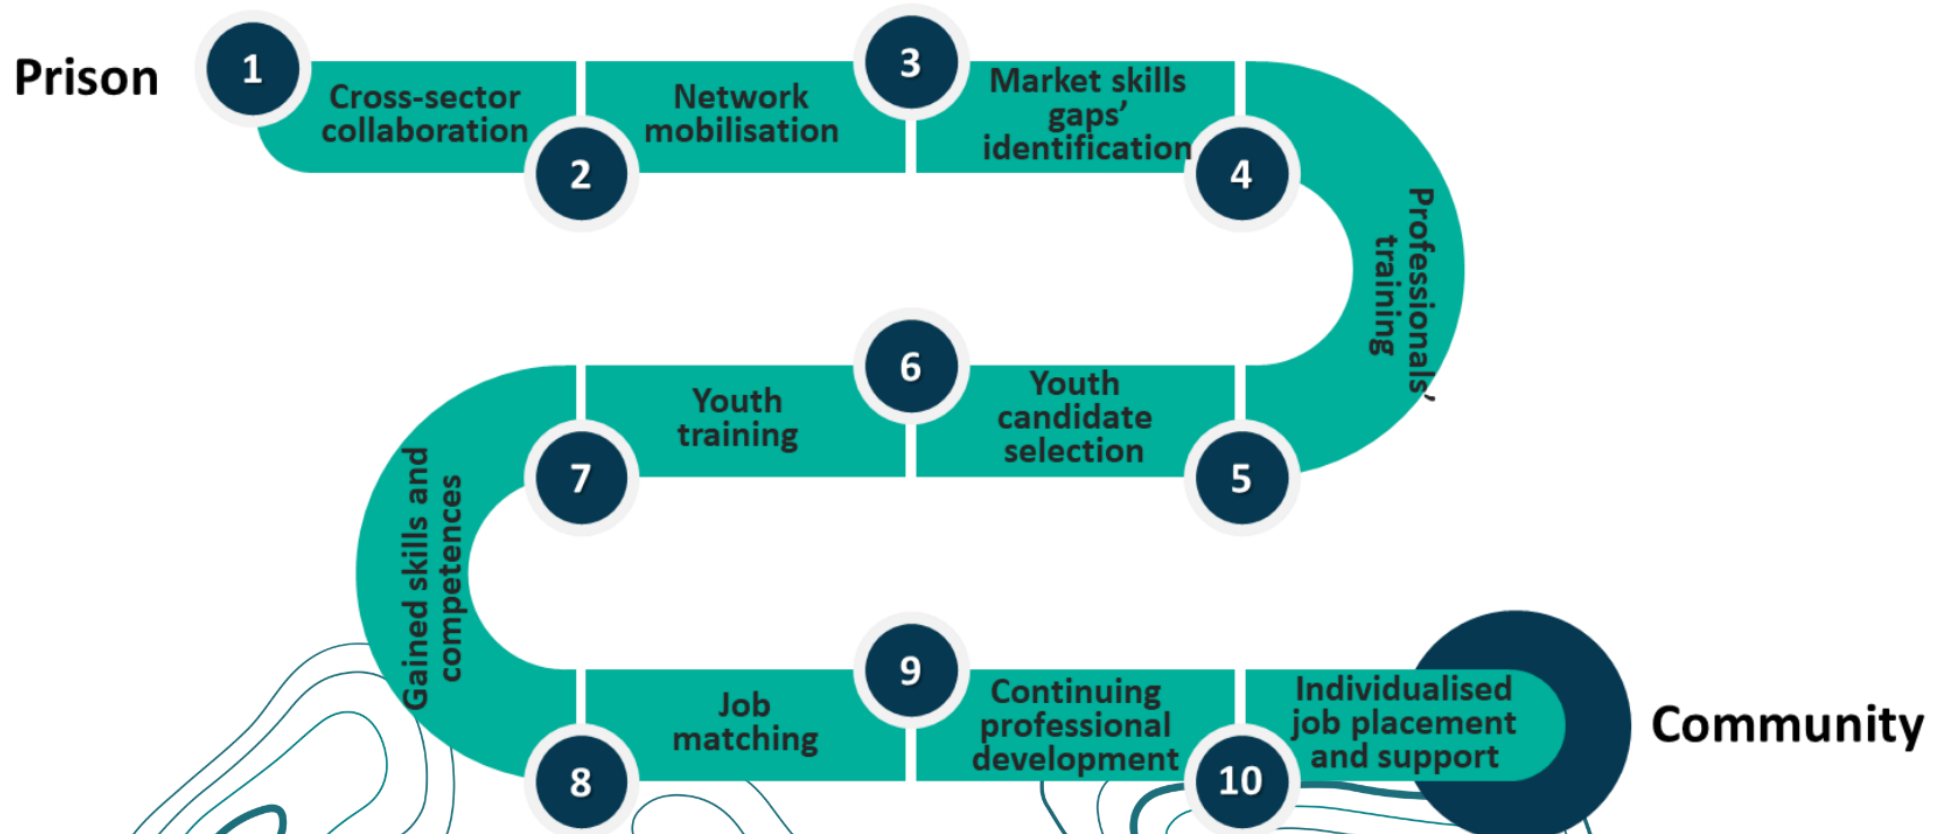 Prison
1
Cross-sector
collaboration
2
Network
mobilisation
3
Market skills
gaps’
identification
4
Professionals’
training
5
Youth
candidate
selection
6
Youth
training
7
Gained skills and
competences
8
Job
matching
9
Continuing
professional
development
10
Individualised
job placement
and support
Community